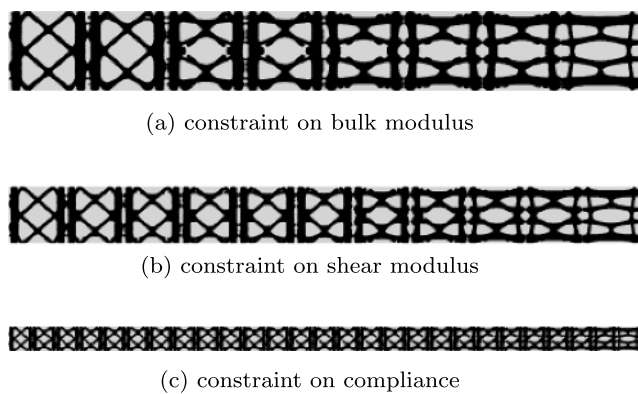 (a) constraint on bulk modulus
(b) constraint on shear modulus
(c) constraint on compliance